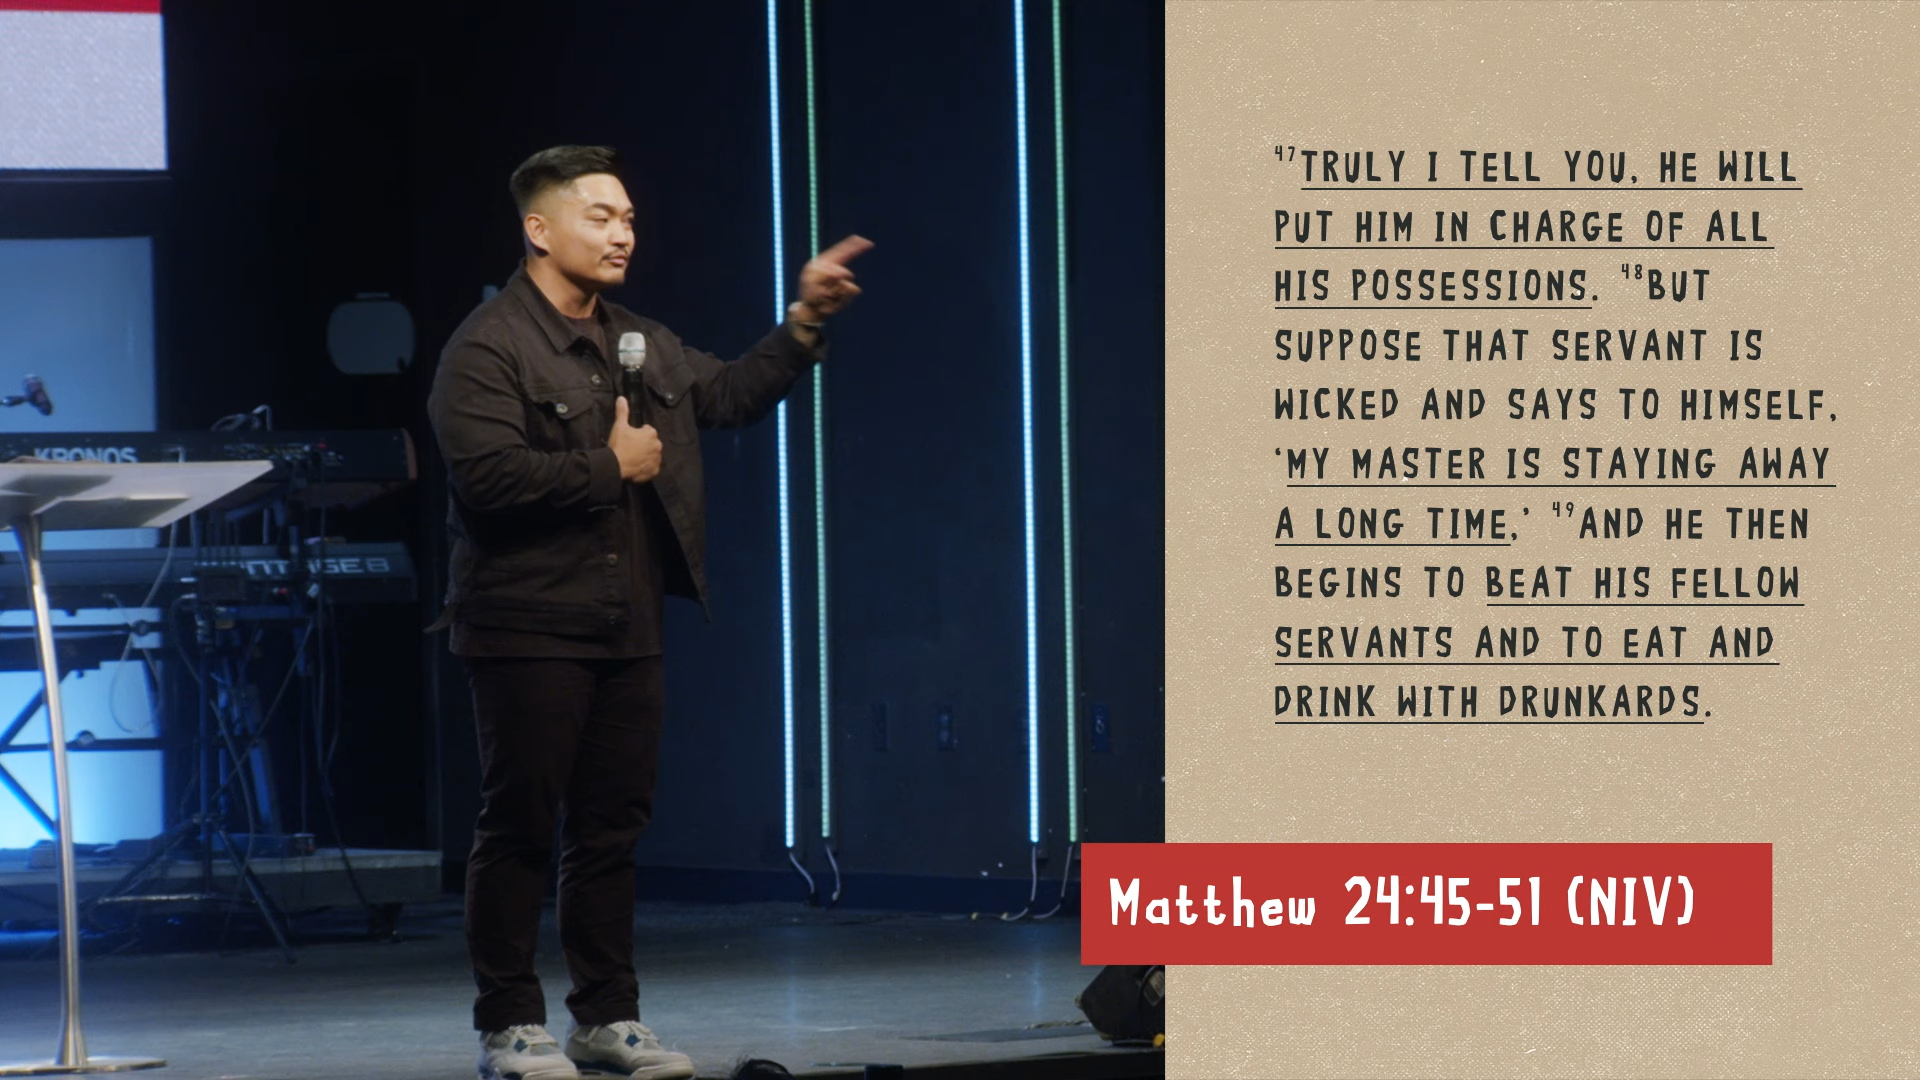 KRONOS
⁴⁷TRULY I TELL YOU, HE WILL
PUT HIM IN CHARGE OF ALL
HIS POSSESSIONS. ⁴⁸BUT
SUPPOSE THAT SERVANT IS
WICKED AND SAYS TO HIMSELF,
‘MY MASTER IS STAYING AWAY
A LONG TIME,’ ⁴⁹AND HE THEN
BEGINS TO BEAT HIS FELLOW
SERVANTS AND TO EAT AND
DRINK WITH DRUNKARDS.
Matthew 24:45-51 (NIV)